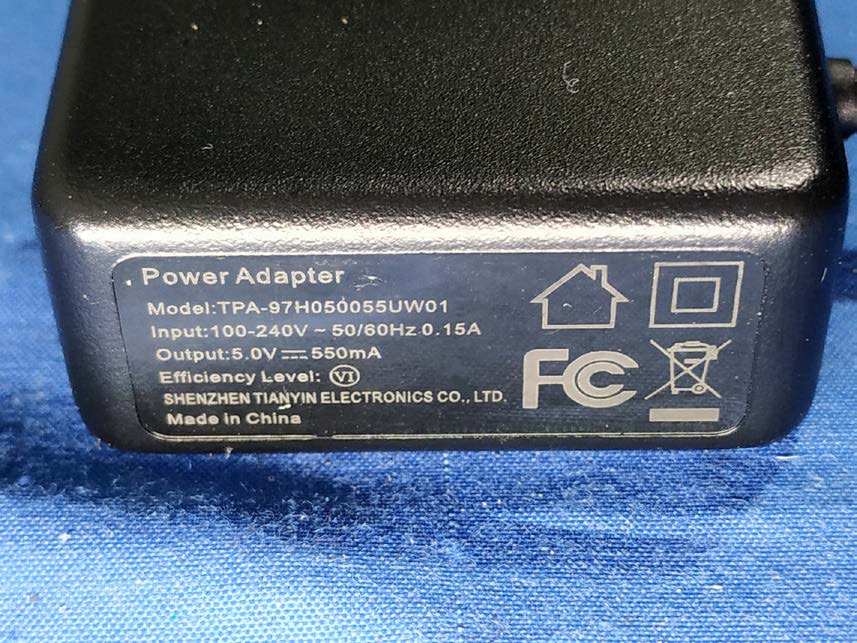 Power Adapter
Model:TPA-97H050055UW01
Input:100-240V ~ 50/60Hz 0.15A
Output:5.0V ⎓ 550mA
Efficiency Level: VI
SHENZHEN TIANYIN ELECTRONICS CO., LTD.
Made in China
FC